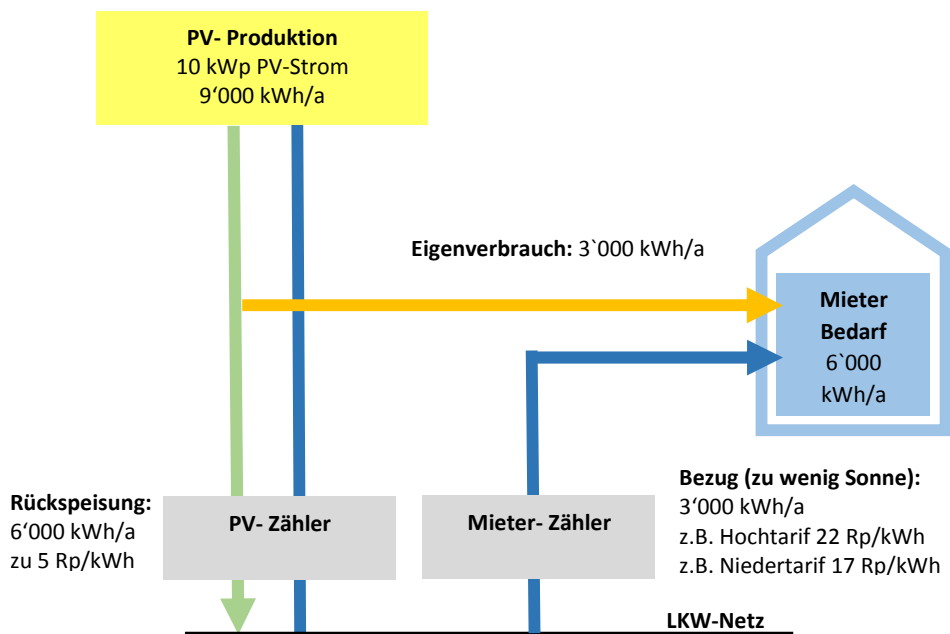 PV- Produktion
10 kWp PV-Strom
9‘000 kWh/a
Eigenverbrauch: 3`000 kWh/a
Mieter
Bedarf
6`000
kWh/a
Rückspeisung:
6‘000 kWh/a
zu 5 Rp/kWh
PV- Zähler
Mieter- Zähler
Bezug (zu wenig Sonne):
3‘000 kWh/a
z.B. Hochtarif 22 Rp/kWh
z.B. Niedertarif 17 Rp/kWh
LKW-Netz